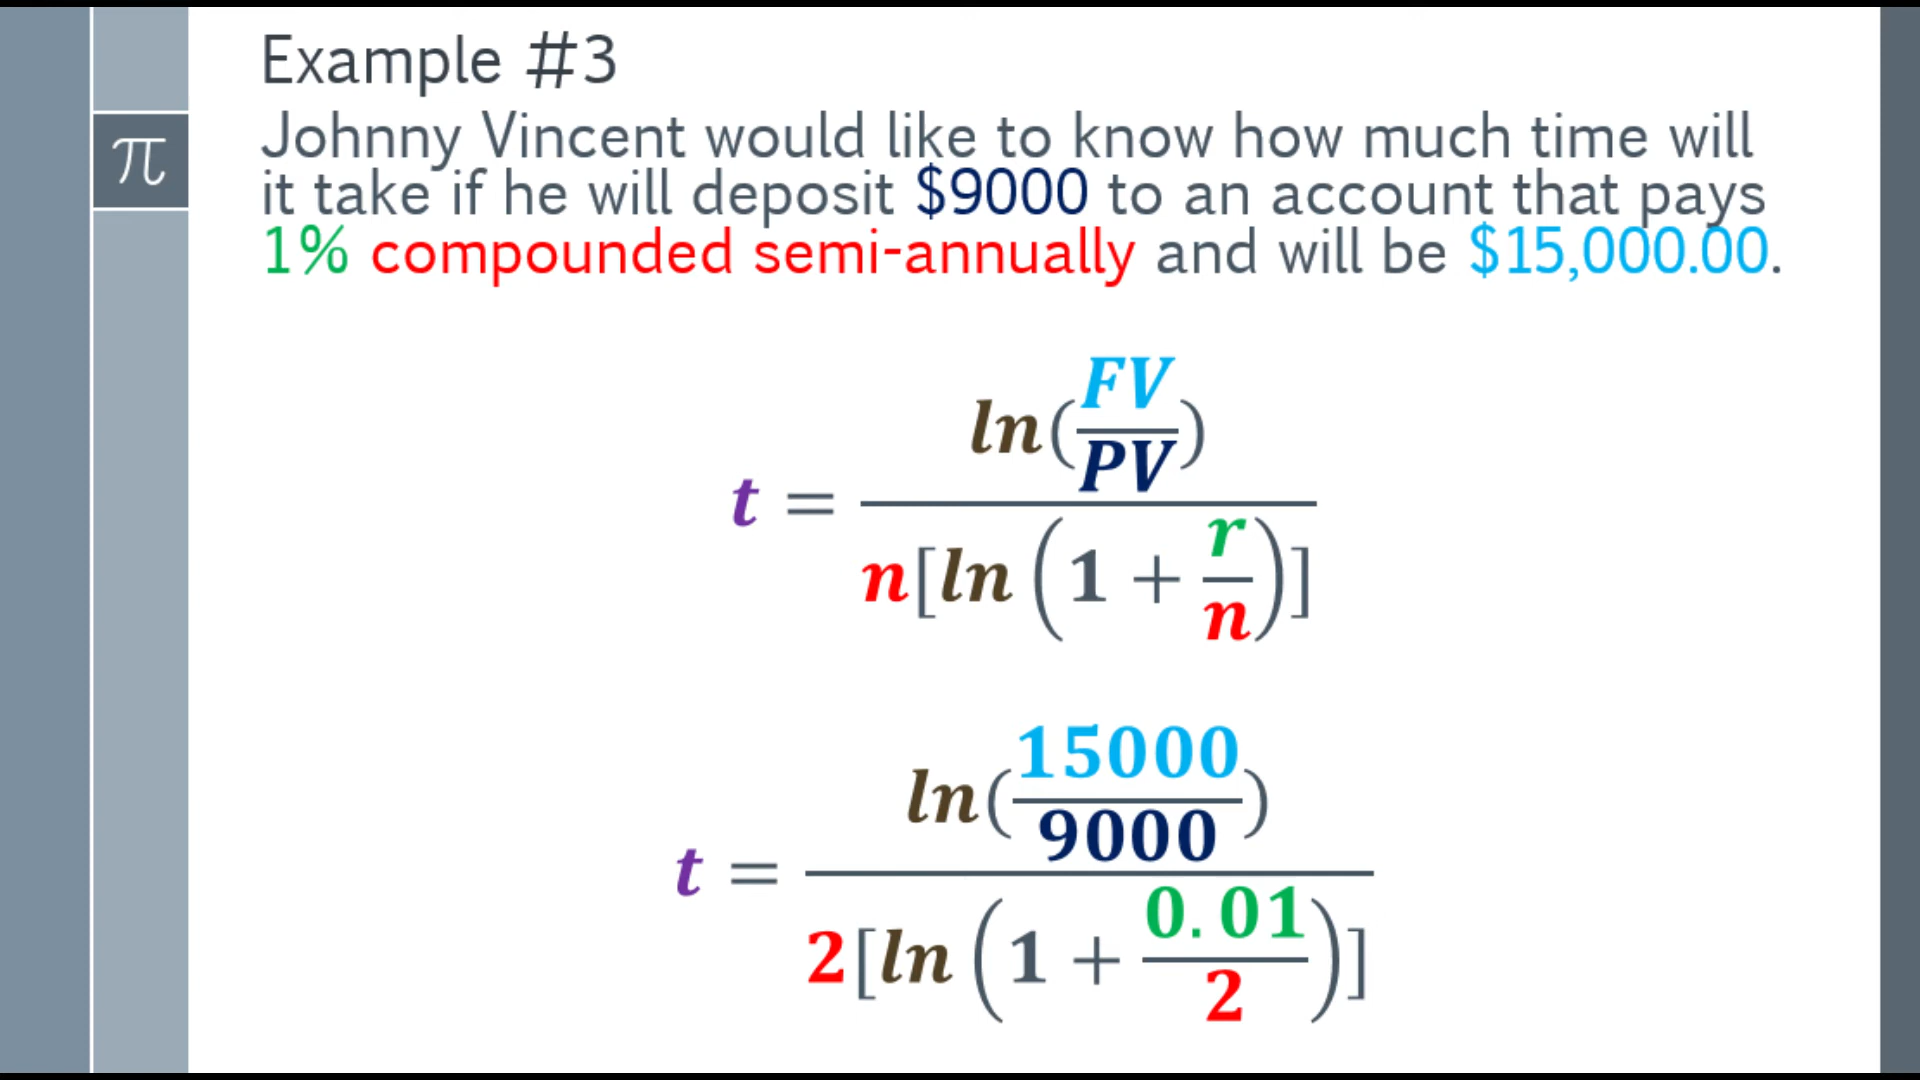 Example #3
π
Johnny Vincent would like to know how much time will
it take if he will deposit $9000 to an account that pays
1% compounded semi-annually and will be $15,000.00.
t = ln(FV/PV) / n[ln(1 + r/n)]
t = ln(15000/9000) / 2[ln(1 + 0.01/2)]